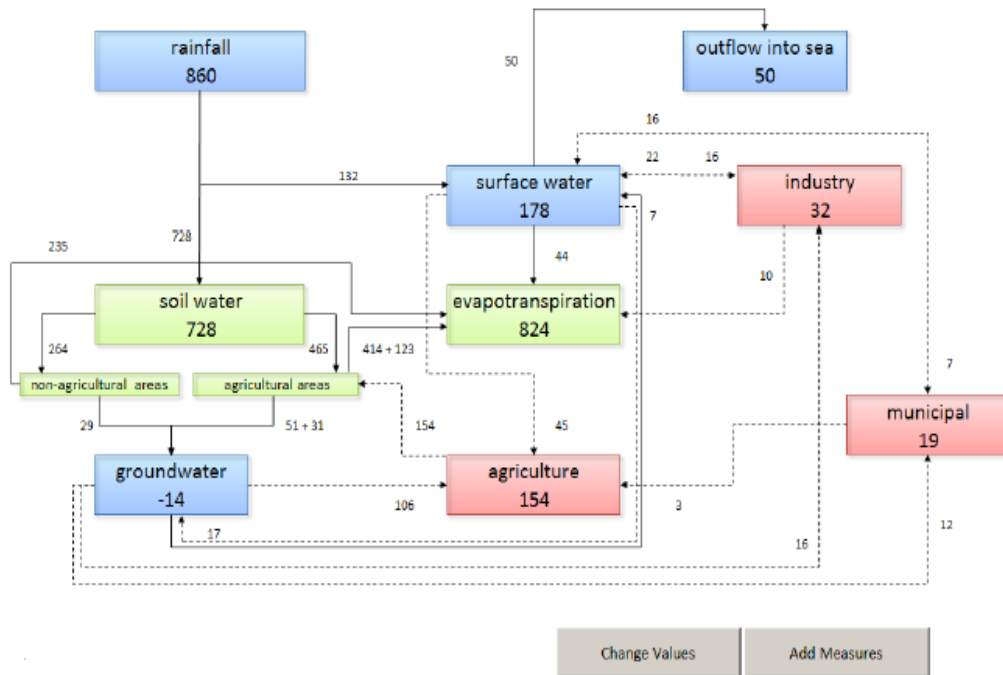 rainfall
860
outflow into sea
50
50
16
22
16
132
surface water
178
industry
32
7
235
728
44
10
soil water
728
evapotranspiration
824
264
465
414 + 123
non-agricultural areas
agricultural areas
7
municipal
19
29
51 + 31
154
45
groundwater
-14
agriculture
154
106
3
17
16
12
Change Values
Add Measures